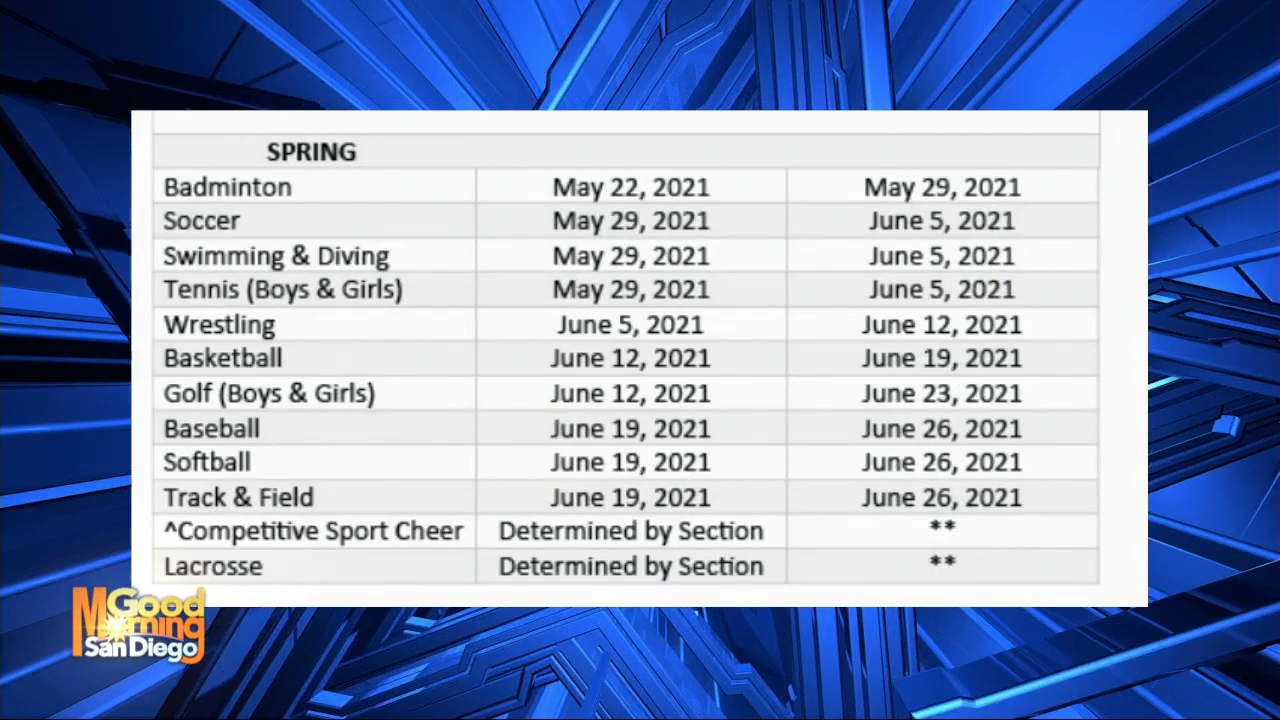 SPRING
Badminton May 22, 2021 May 29, 2021
Soccer May 29, 2021 June 5, 2021
Swimming & Diving May 29, 2021 June 5, 2021
Tennis (Boys & Girls) May 29, 2021 June 5, 2021
Wrestling June 5, 2021 June 12, 2021
Basketball June 12, 2021 June 19, 2021
Golf (Boys & Girls) June 12, 2021 June 23, 2021
Baseball June 19, 2021 June 26, 2021
Softball June 19, 2021 June 26, 2021
Track & Field June 19, 2021 June 26, 2021
^Competitive Sport Cheer Determined by Section **
Lacrosse Determined by Section **
Good
Morning
San Diego